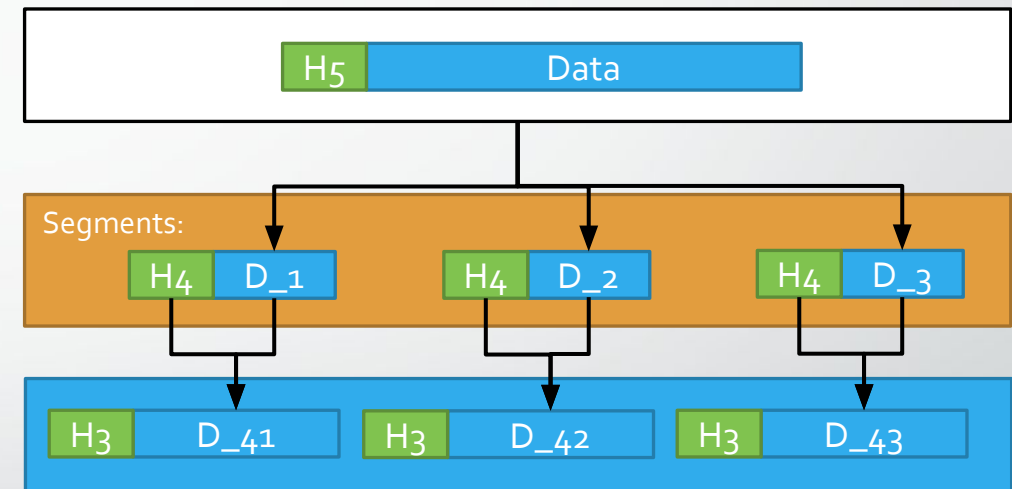 H5 Data
Segments:
H4 D_1 H4 D_2 H4 D_3
H3 D_41 H3 D_42 H3 D_43